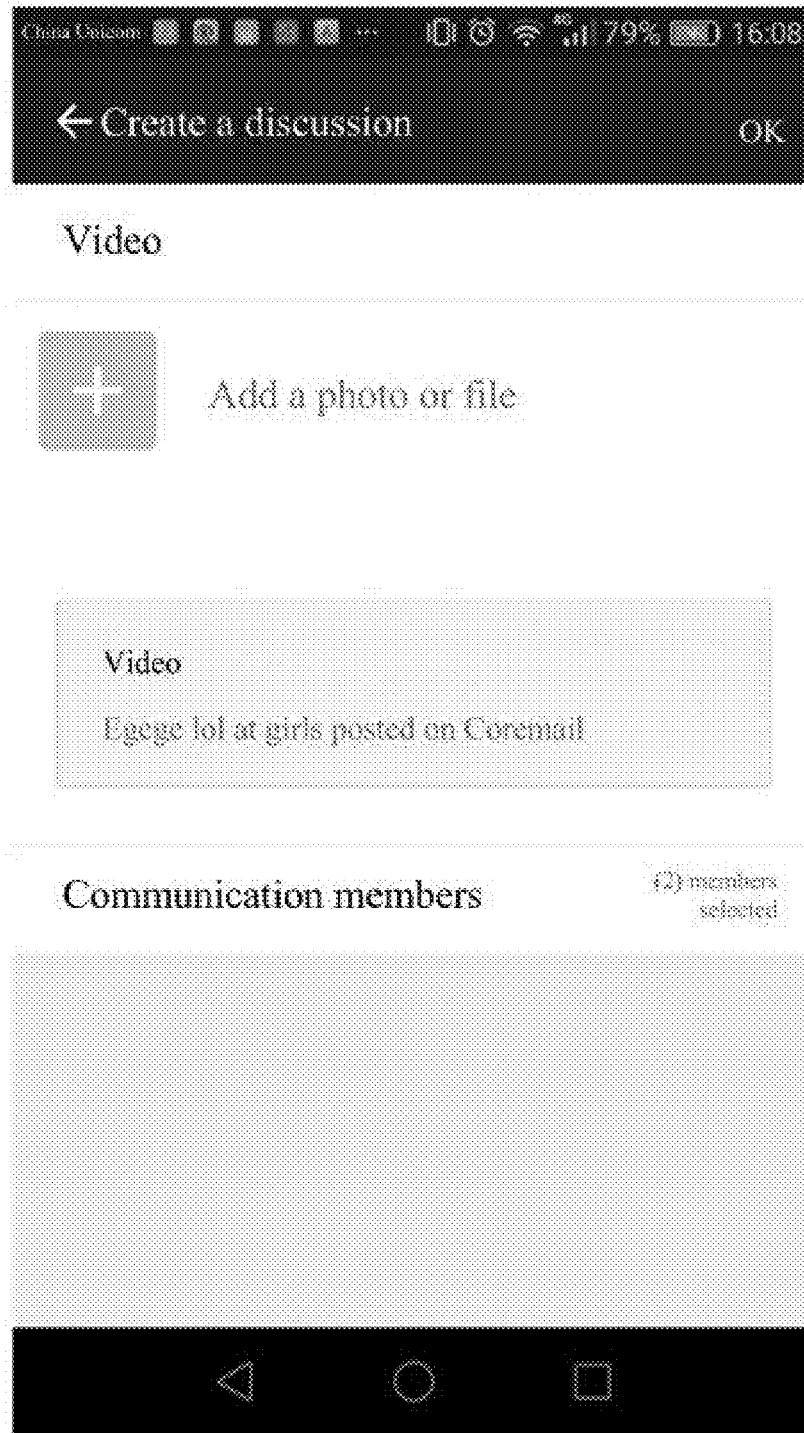 China Unicom 79% 16:08
← Create a discussion OK
Video
Add a photo or file
Video
Egege lol at girls posted on Coremail
Communication members (2) members
selected